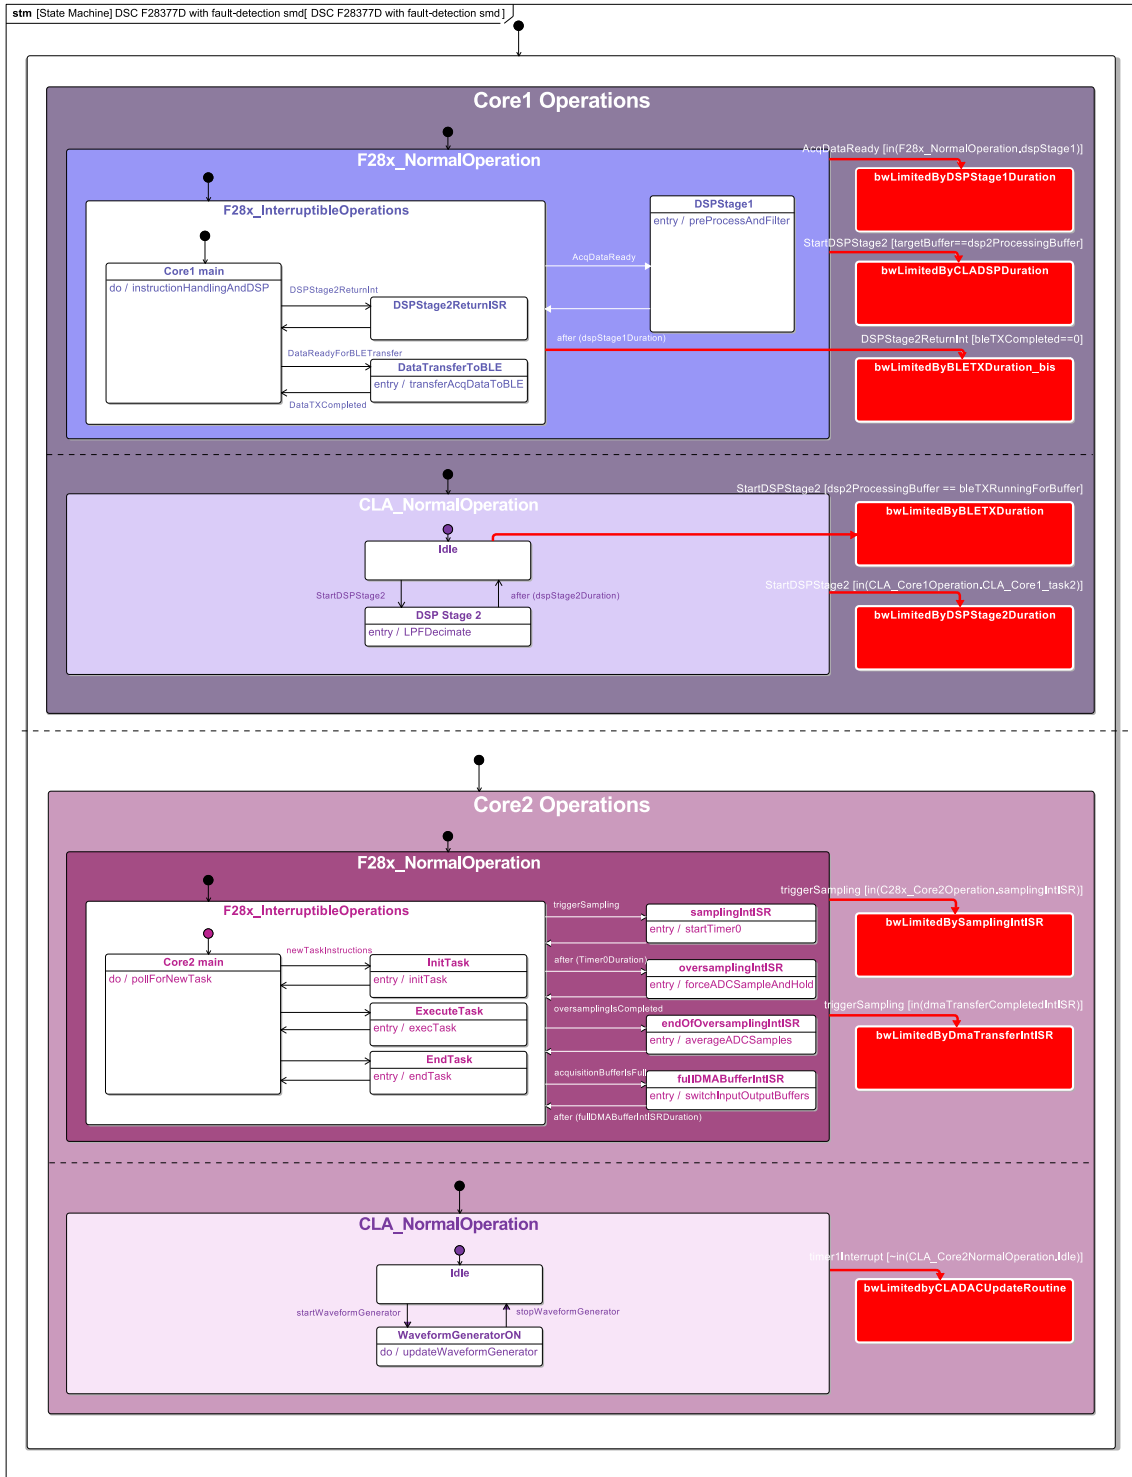 stm [State Machine] DSC F28377D with fault-detection smd[ DSC F28377D with fault-detection smd ]
Core1 Operations
F28x_NormalOperation
AcqDataReady [in(F28x_NormalOperation.dspStage1)]
bwLimitedByDSPStage1Duration
F28x_InterruptibleOperations
DSPStage1
entry / preProcessAndFilter
StartDSPStage2 [targetBuffer==dsp2ProcessingBuffer]
bwLimitedByCLADSPDuration
AcqDataReady
Core1 main
do / instructionHandlingAndDSP
DSPStage2ReturnInt
DSPStage2ReturnISR
after (dspStage1Duration)
DSPStage2ReturnInt [bleTXCompleted==0]
bwLimitedByBLETXDuration_bis
DataReadyForBLETransfer
DataTransferToBLE
entry / transferAcqDataToBLE
DataTXCompleted
CLA_NormalOperation
StartDSPStage2 [dsp2ProcessingBuffer == bleTXRunningForBuffer]
bwLimitedByBLETXDuration
Idle
StartDSPStage2
after (dspStage2Duration)
StartDSPStage2 [in(CLA_Core1Operation.CLA_Core1_task2)]
bwLimitedByDSPStage2Duration
DSP Stage 2
entry / LPFDecimate
Core2 Operations
F28x_NormalOperation
triggerSampling [in(C28x_Core2Operation.samplingIntISR)]
bwLimitedBySamplingIntISR
F28x_InterruptibleOperations
triggerSampling
samplingIntISR
entry / startTimer0
newTaskInstructions
Core2 main
do / pollForNewTask
InitTask
entry / initTask
after (Timer0Duration)
oversamplingIntISR
entry / forceADCSampleAndHold
triggerSampling [in(dmaTransferCompletedIntISR)]
bwLimitedByDmaTransferIntISR
ExecuteTask
entry / execTask
oversamplingIsCompleted
endOfOversamplingIntISR
entry / averageADCSamples
EndTask
entry / endTask
acquisitionBufferIsFull
fullDMABufferIntISR
entry / switchInputOutputBuffers
after (fullDMABufferIntISRDuration)
CLA_NormalOperation
timer1Interrupt [~in(CLA_Core2NormalOperation.Idle)]
bwLimitedbyCLADACUpdateRoutine
Idle
startWaveformGenerator
stopWaveformGenerator
WaveformGeneratorON
do / updateWaveformGenerator